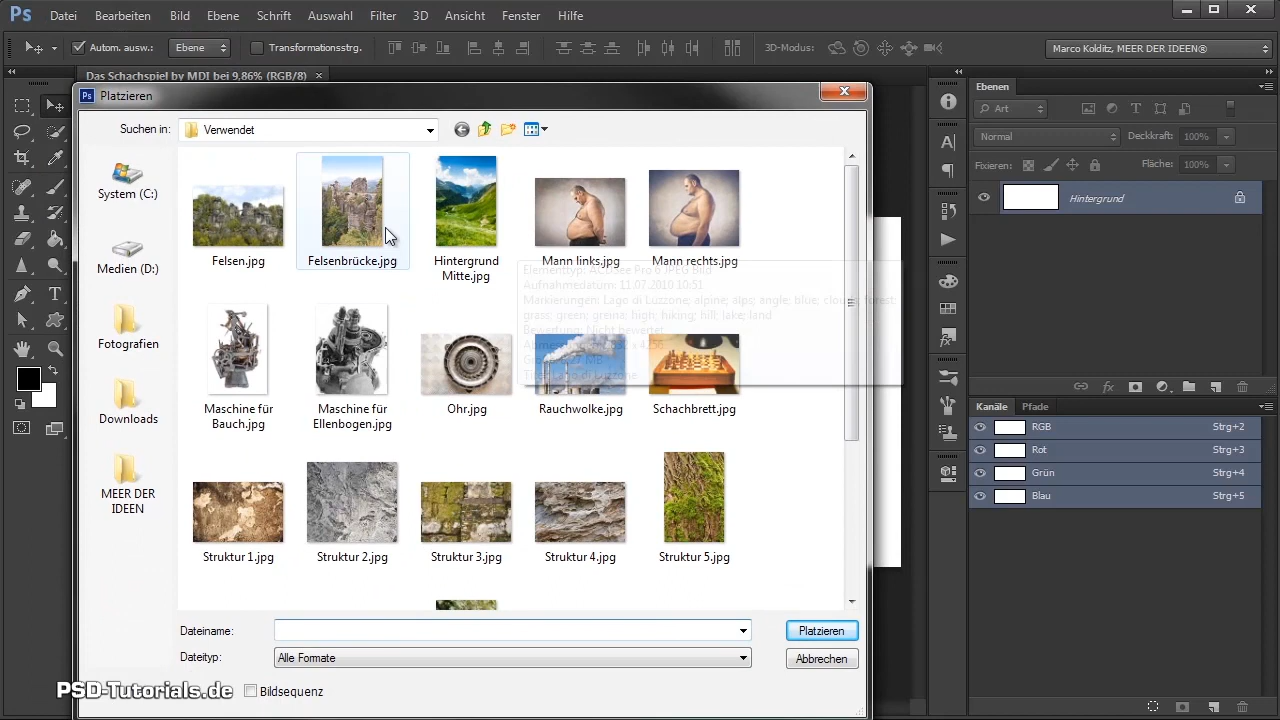 Ps Datei Bearbeiten Bild Ebene Schrift Auswahl Filter 3D Ansicht Fenster Hilfe
Autom. ausw.: Ebene Transformationsstrg. 3D-Modus: Marco Kolditz, MEER DER IDEEN®
Das Schachspiel by MDI bei 9,86% (RGB/8) ×
Ps Platzieren
Suchen in: Verwendet
System (C:)
Medien (D:)
Fotografien
Downloads
MEER DER
IDEEN
Felsen.jpg
Felsenbrücke.jpg
Hintergrund
Mitte.jpg
Mann links.jpg
Mann rechts.jpg
Elementtyp: ACDSee Pro 6 JPEG Bild
Aufnahmedatum: 11.07.2010 10:51
Markierungen: Lago di Luzzone; alpine; alps; angle; blue; clouds; forest;
grass; green; greina; high; hiking; hill; lake; land
Bewertung: Nicht bewertet
Maschine für
Bauch.jpg
Maschine für
Ellenbogen.jpg
Ohr.jpg
Rauchwolke.jpg
Schachbrett.jpg
Struktur 1.jpg
Struktur 2.jpg
Struktur 3.jpg
Struktur 4.jpg
Struktur 5.jpg
Dateiname:
Platzieren
Dateityp: Alle Formate
Abbrechen
Bildsequenz
PSD-Tutorials.de
Ebenen
Art
Normal Deckkraft: 100%
Fixieren: Fläche: 100%
Hintergrund
fx
Kanäle Pfade
RGB Strg+2
Rot Strg+3
Grün Strg+4
Blau Strg+5